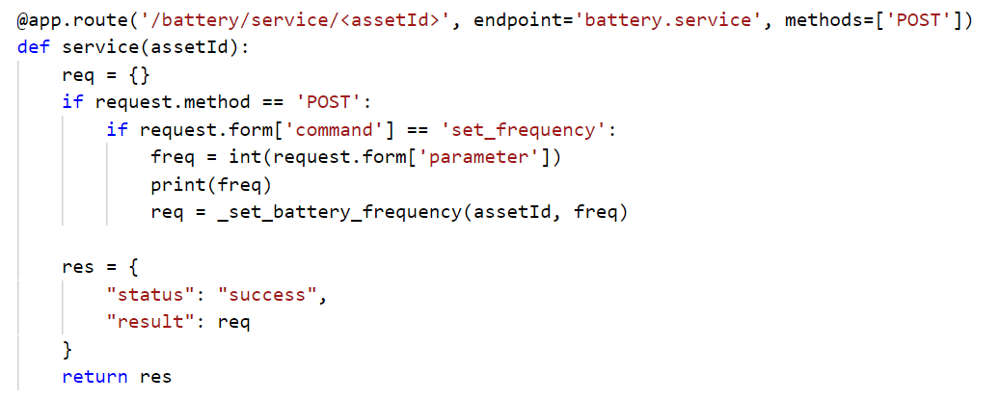 @app.route('/battery/service/<assetId>', endpoint='battery.service', methods=['POST'])
def service(assetId):
    req = {}
    if request.method == 'POST':
        if request.form['command'] == 'set_frequency':
            freq = int(request.form['parameter'])
            print(freq)
            req = _set_battery_frequency(assetId, freq)

    res = {
        "status": "success",
        "result": req
    }
    return res